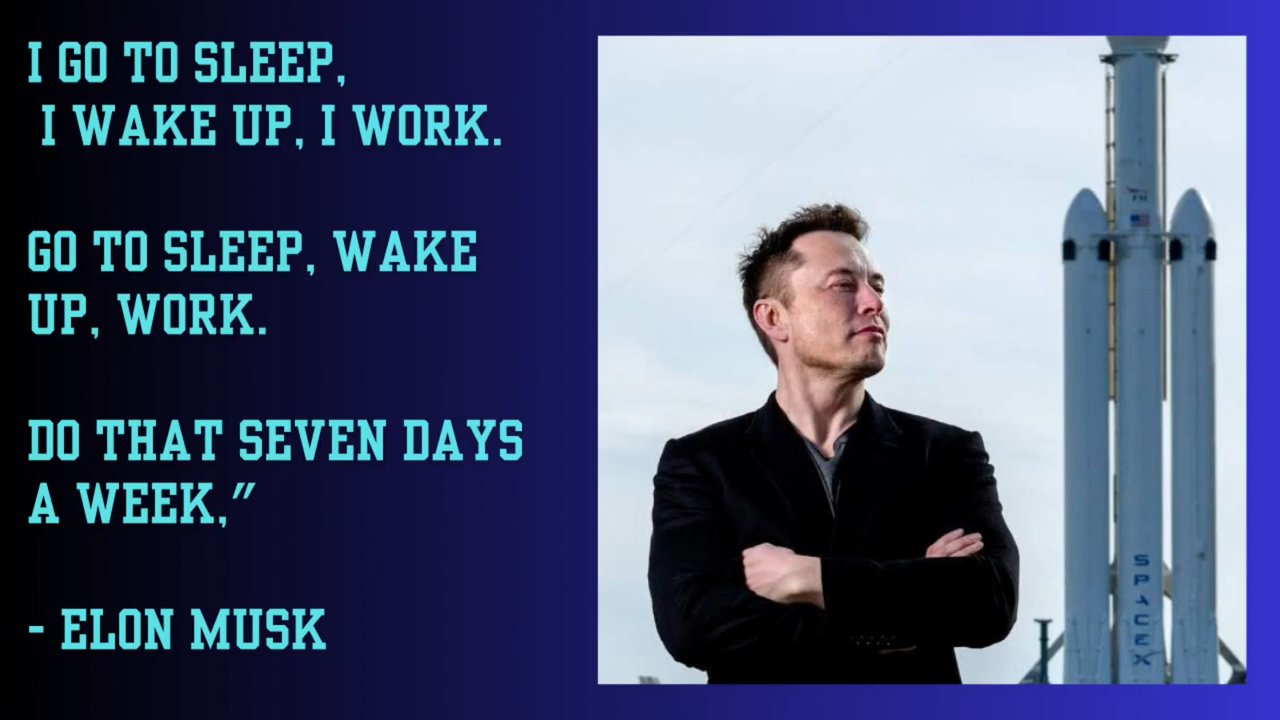 I GO TO SLEEP,
I WAKE UP, I WORK.
GO TO SLEEP, WAKE
UP, WORK.
DO THAT SEVEN DAYS
A WEEK,”
- ELON MUSK
SPACEX